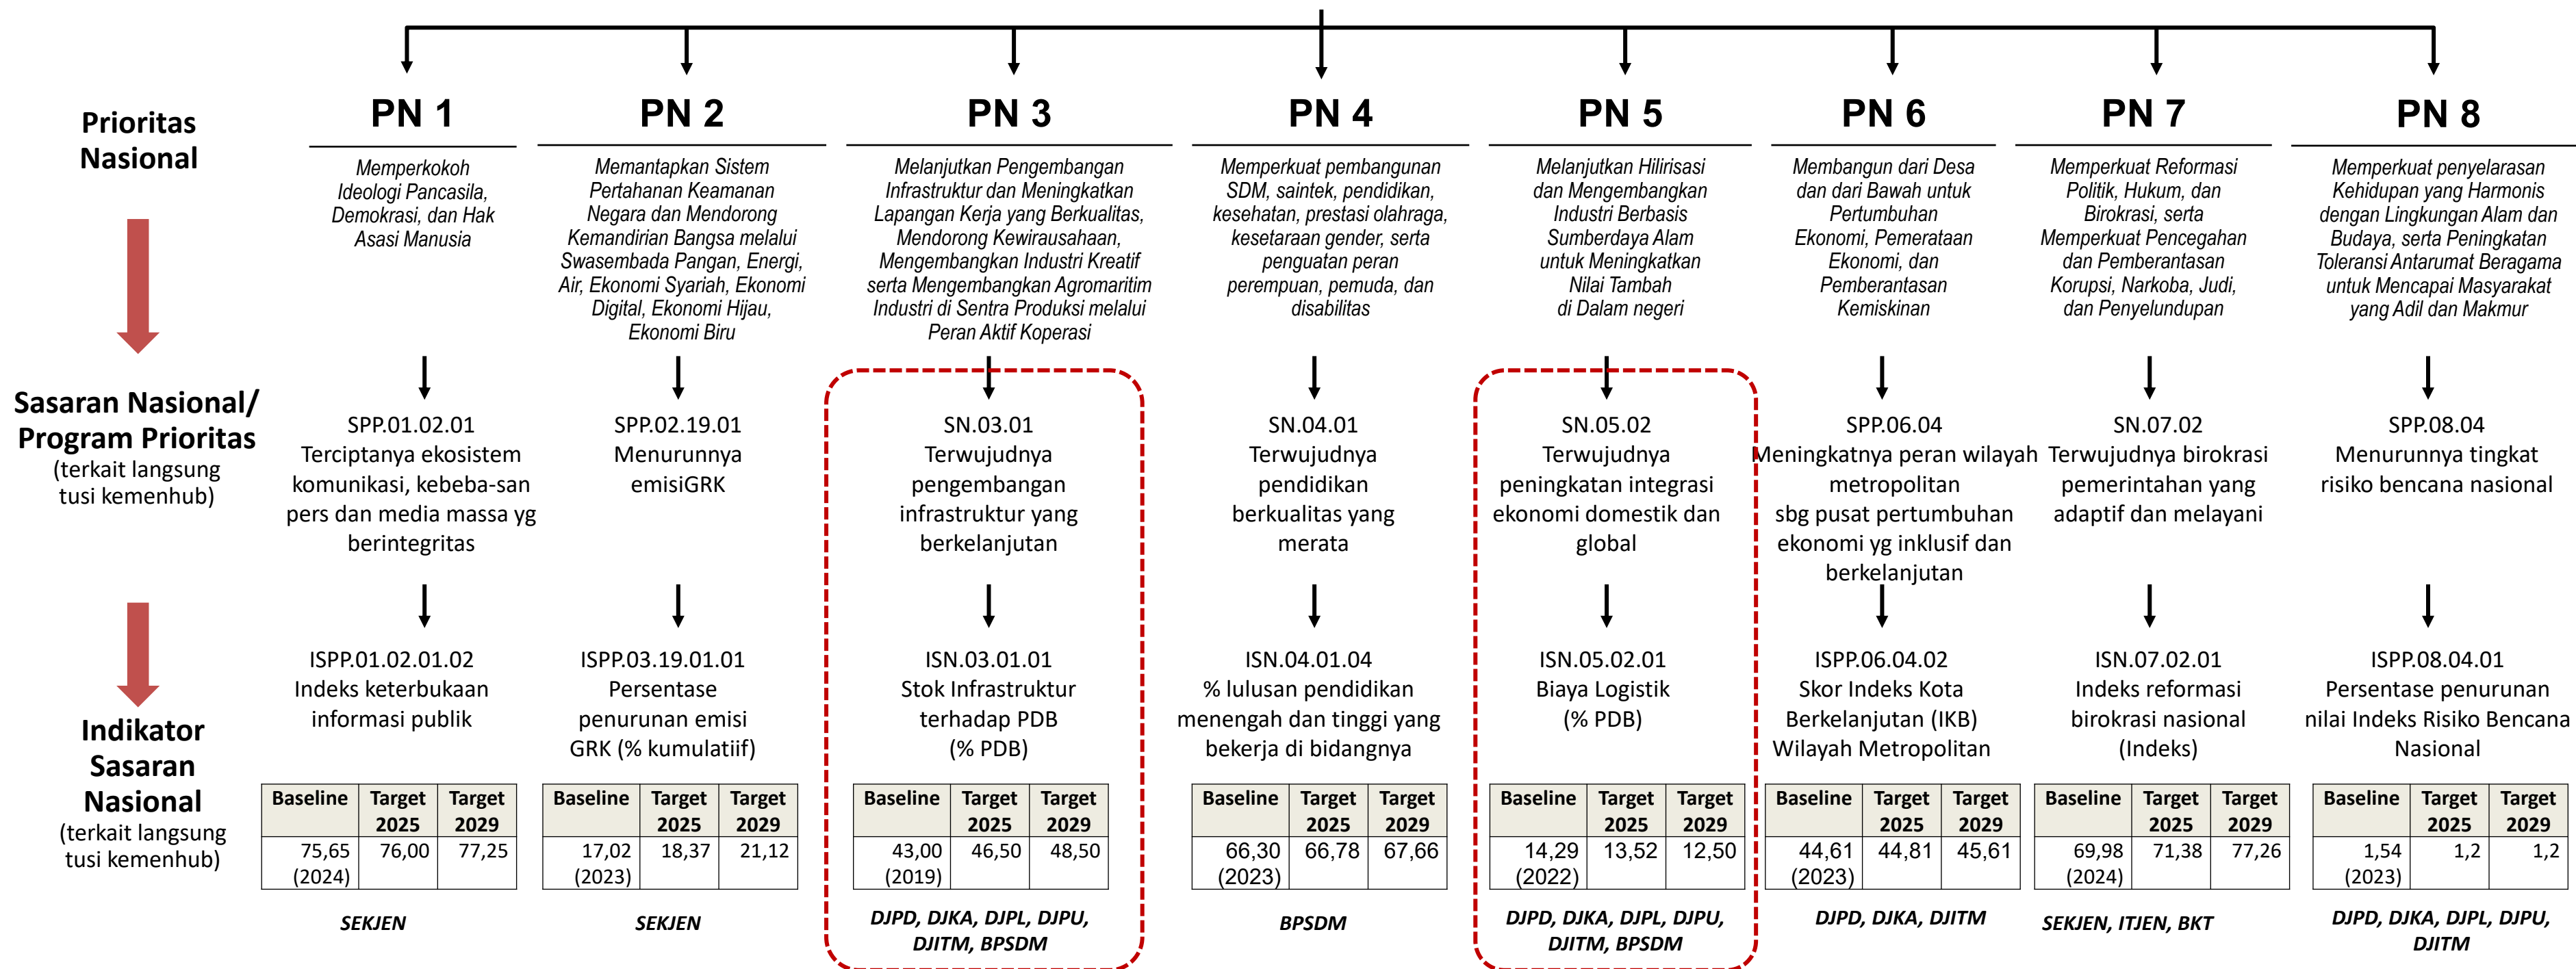 Prioritas
Nasional
PN 1
Memperkokoh
Ideologi Pancasila,
Demokrasi, dan Hak
Asasi Manusia
PN 2
Memantapkan Sistem
Pertahanan Keamanan
Negara dan Mendorong
Kemandirian Bangsa melalui
Swasembada Pangan, Energi,
Air, Ekonomi Syariah, Ekonomi
Digital, Ekonomi Hijau,
Ekonomi Biru
PN 3
Melanjutkan Pengembangan
Infrastruktur dan Meningkatkan
Lapangan Kerja yang Berkualitas,
Mendorong Kewirausahaan,
Mengembangkan Industri Kreatif
serta Mengembangkan Agromaritim
Industri di Sentra Produksi melalui
Peran Aktif Koperasi
PN 4
Memperkuat pembangunan
SDM, saintek, pendidikan,
kesehatan, prestasi olahraga,
kesetaraan gender, serta
penguatan peran
perempuan, pemuda, dan
disabilitas
PN 5
Melanjutkan Hilirisasi
dan Mengembangkan
Industri Berbasis
Sumberdaya Alam
untuk Meningkatkan
Nilai Tambah
di Dalam negeri
PN 6
Membangun dari Desa
dan dari Bawah untuk
Pertumbuhan
Ekonomi, Pemerataan
Ekonomi, dan
Pemberantasan
Kemiskinan
PN 7
Memperkuat Reformasi
Politik, Hukum, dan
Birokrasi, serta
Memperkuat Pencegahan
dan Pemberantasan
Korupsi, Narkoba, Judi,
dan Penyelundupan
PN 8
Memperkuat penyelarasan
Kehidupan yang Harmonis
dengan Lingkungan Alam dan
Budaya, serta Peningkatan
Toleransi Antarumat Beragama
untuk Mencapai Masyarakat
yang Adil dan Makmur
Sasaran Nasional/
Program Prioritas
(terkait langsung
tusi kemenhub)
SPP.01.02.01
Terciptanya ekosistem
komunikasi, kebeba-san
pers dan media massa yg
berintegritas
SPP.02.19.01
Menurunnya
emisiGRK
SN.03.01
Terwujudnya
pengembangan
infrastruktur yang
berkelanjutan
SN.04.01
Terwujudnya
pendidikan
berkualitas yang
merata
SN.05.02
Terwujudnya
peningkatan integrasi
ekonomi domestik dan
global
SPP.06.04
Meningkatnya peran wilayah
metropolitan
sbg pusat pertumbuhan
ekonomi yg inklusif dan
berkelanjutan
SN.07.02
Terwujudnya birokrasi
pemerintahan yang
adaptif dan melayani
SPP.08.04
Menurunnya tingkat
risiko bencana nasional
Indikator
Sasaran
Nasional
(terkait langsung
tusi kemenhub)
ISPP.01.02.01.02
Indeks keterbukaan
informasi publik
Baseline Target 2025 Target 2029
75,65 (2024) 76,00 77,25
SEKJEN
ISPP.03.19.01.01
Persentase
penurunan emisi
GRK (% kumulatiif)
Baseline Target 2025 Target 2029
17,02 (2023) 18,37 21,12
SEKJEN
ISN.03.01.01
Stok Infrastruktur
terhadap PDB
(% PDB)
Baseline Target 2025 Target 2029
43,00 (2019) 46,50 48,50
DJPD, DJKA, DJPL, DJPU,
DJITM, BPSDM
ISN.04.01.04
% lulusan pendidikan
menengah dan tinggi yang
bekerja di bidangnya
Baseline Target 2025 Target 2029
66,30 (2023) 66,78 67,66
BPSDM
ISN.05.02.01
Biaya Logistik
(% PDB)
Baseline Target 2025 Target 2029
14,29 (2022) 13,52 12,50
DJPD, DJKA, DJPL, DJPU,
DJITM, BPSDM
ISPP.06.04.02
Skor Indeks Kota
Berkelanjutan (IKB)
Wilayah Metropolitan
Baseline Target 2025 Target 2029
44,61 (2023) 44,81 45,61
DJPD, DJKA, DJITM
ISN.07.02.01
Indeks reformasi
birokrasi nasional
(Indeks)
Baseline Target 2025 Target 2029
69,98 (2024) 71,38 77,26
SEKJEN, ITJEN, BKT
ISPP.08.04.01
Persentase penurunan
nilai Indeks Risiko Bencana
Nasional
Baseline Target 2025 Target 2029
1,54 (2023) 1,2 1,2
DJPD, DJKA, DJPL, DJPU,
DJITM